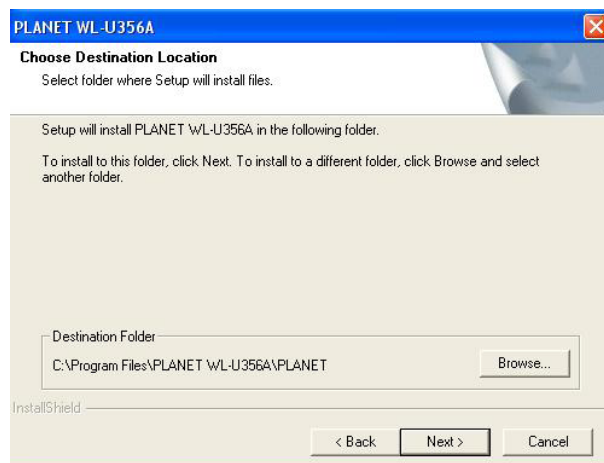 PLANET WL-U356A
Choose Destination Location
Select folder where Setup will install files.
Setup will install PLANET WL-U356A in the following folder.
To install to this folder, click Next. To install to a different folder, click Browse and select
another folder.
Destination Folder
C:\Program Files\PLANET WL-U356A\PLANET
Browse...
InstallShield
< Back
Next >
Cancel